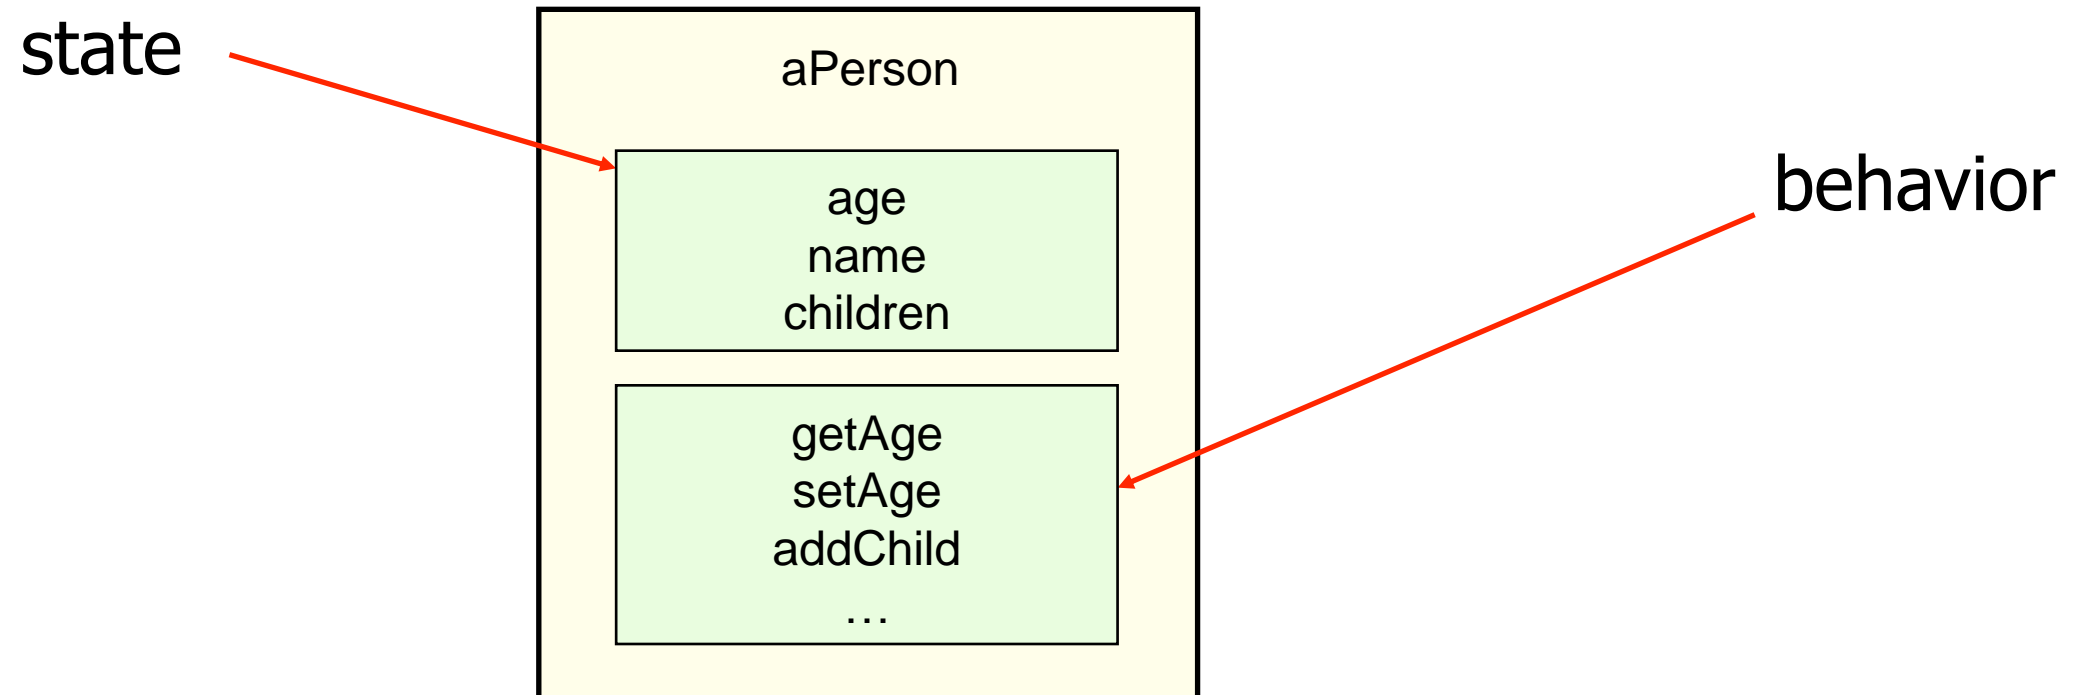 state
aPerson
age
name
children
behavior
getAge
setAge
addChild
…